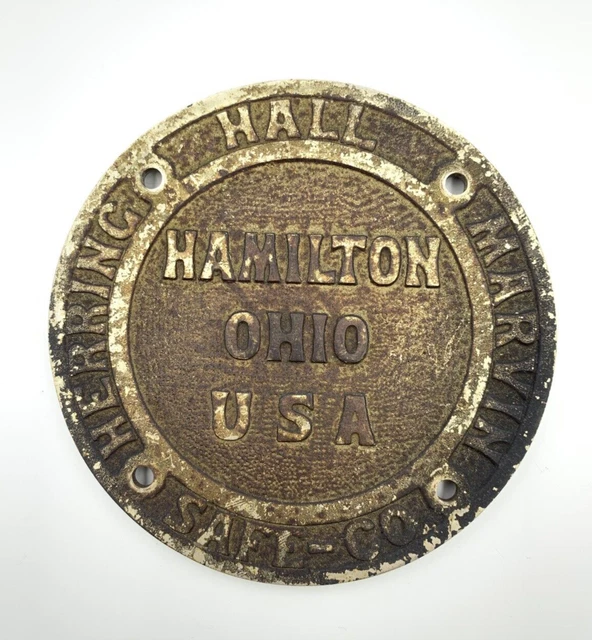 HERRING
HALL
MARVIN
SAFE-CO
HAMILTON
OHIO
USA